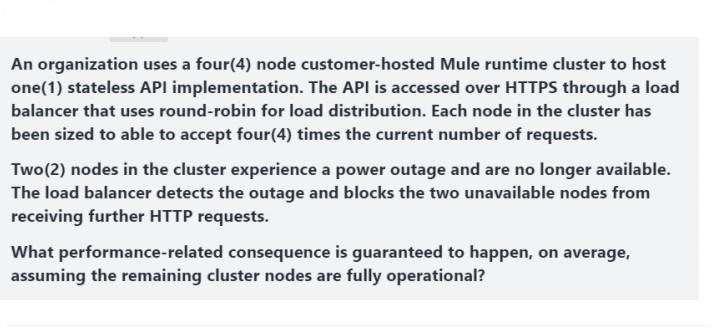 An organization uses a four(4) node customer-hosted Mule runtime cluster to host
one(1) stateless API implementation. The API is accessed over HTTPS through a load
balancer that uses round-robin for load distribution. Each node in the cluster has
been sized to able to accept four(4) times the current number of requests.
Two(2) nodes in the cluster experience a power outage and are no longer available.
The load balancer detects the outage and blocks the two unavailable nodes from
receiving further HTTP requests.
What performance-related consequence is guaranteed to happen, on average,
assuming the remaining cluster nodes are fully operational?